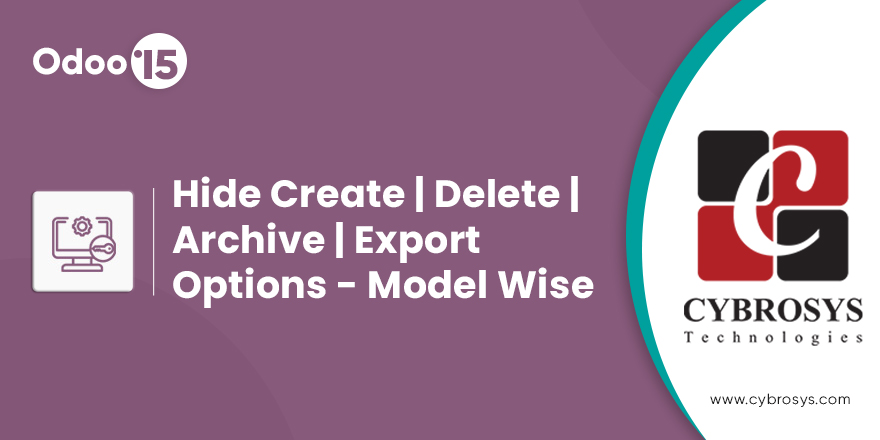 Odoo 15
Hide Create | Delete |
Archive | Export
Options - Model Wise
C
CYBROSYS
Technologies
www.cybrosys.com